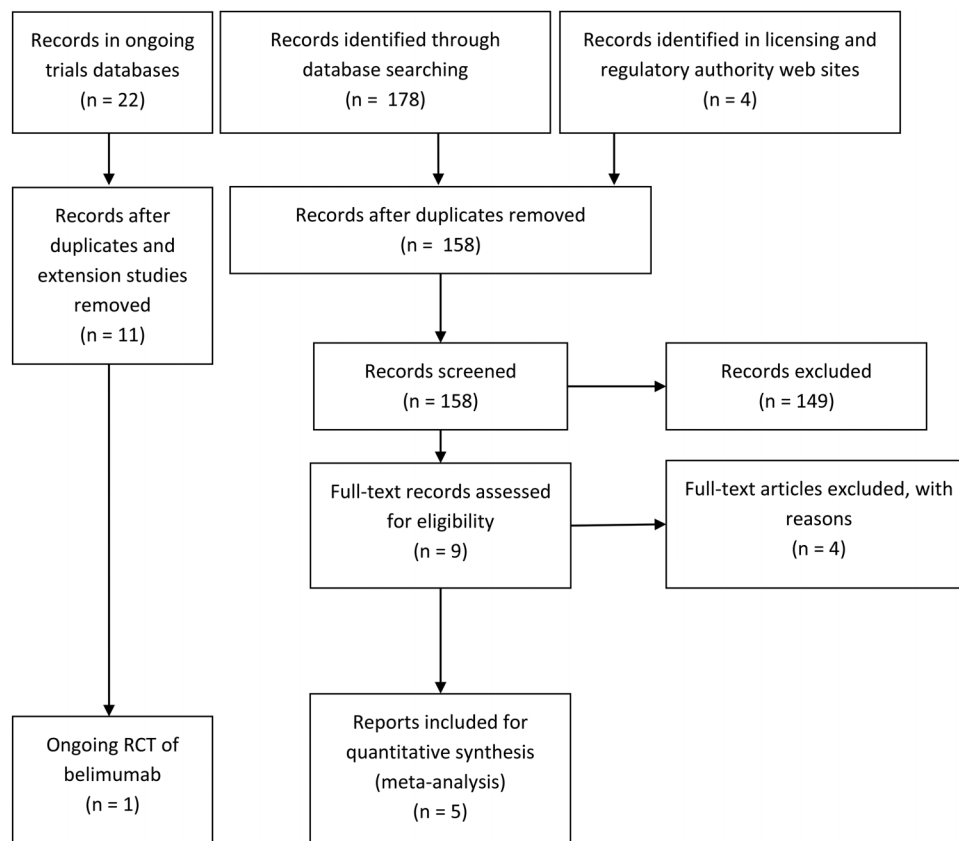 Records in ongoing
trials databases
(n = 22)
Records identified through
database searching
(n = 178)
Records identified in licensing and
regulatory authority web sites
(n = 4)
Records after
duplicates and
extension studies
removed
(n = 11)
Records after duplicates removed
(n = 158)
Records screened
(n = 158)
Records excluded
(n = 149)
Full-text records assessed
for eligibility
(n = 9)
Full-text articles excluded, with
reasons
(n = 4)
Ongoing RCT of
belimumab
(n = 1)
Reports included for
quantitative synthesis
(meta-analysis)
(n = 5)